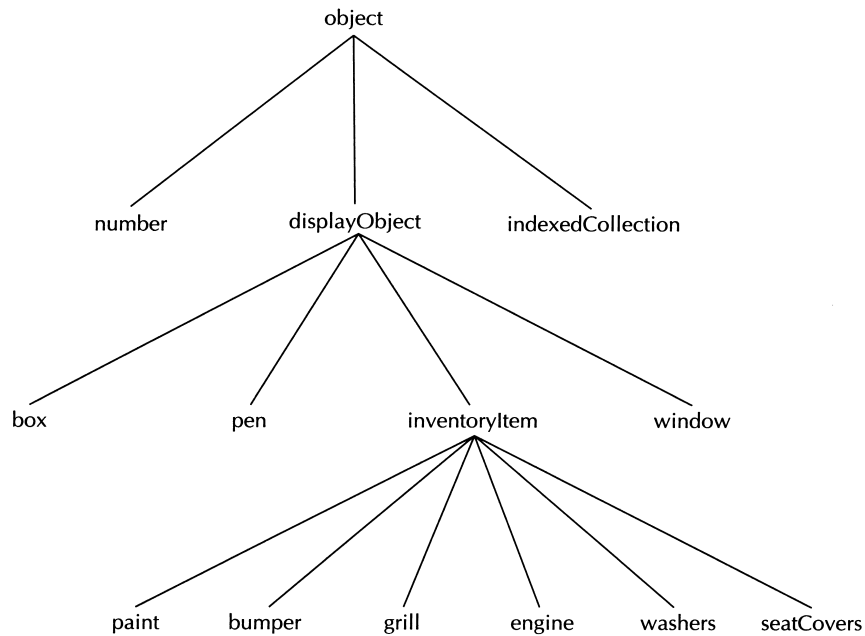 object
number displayObject indexedCollection
box pen inventoryItem window
paint bumper grill engine washers seatCovers